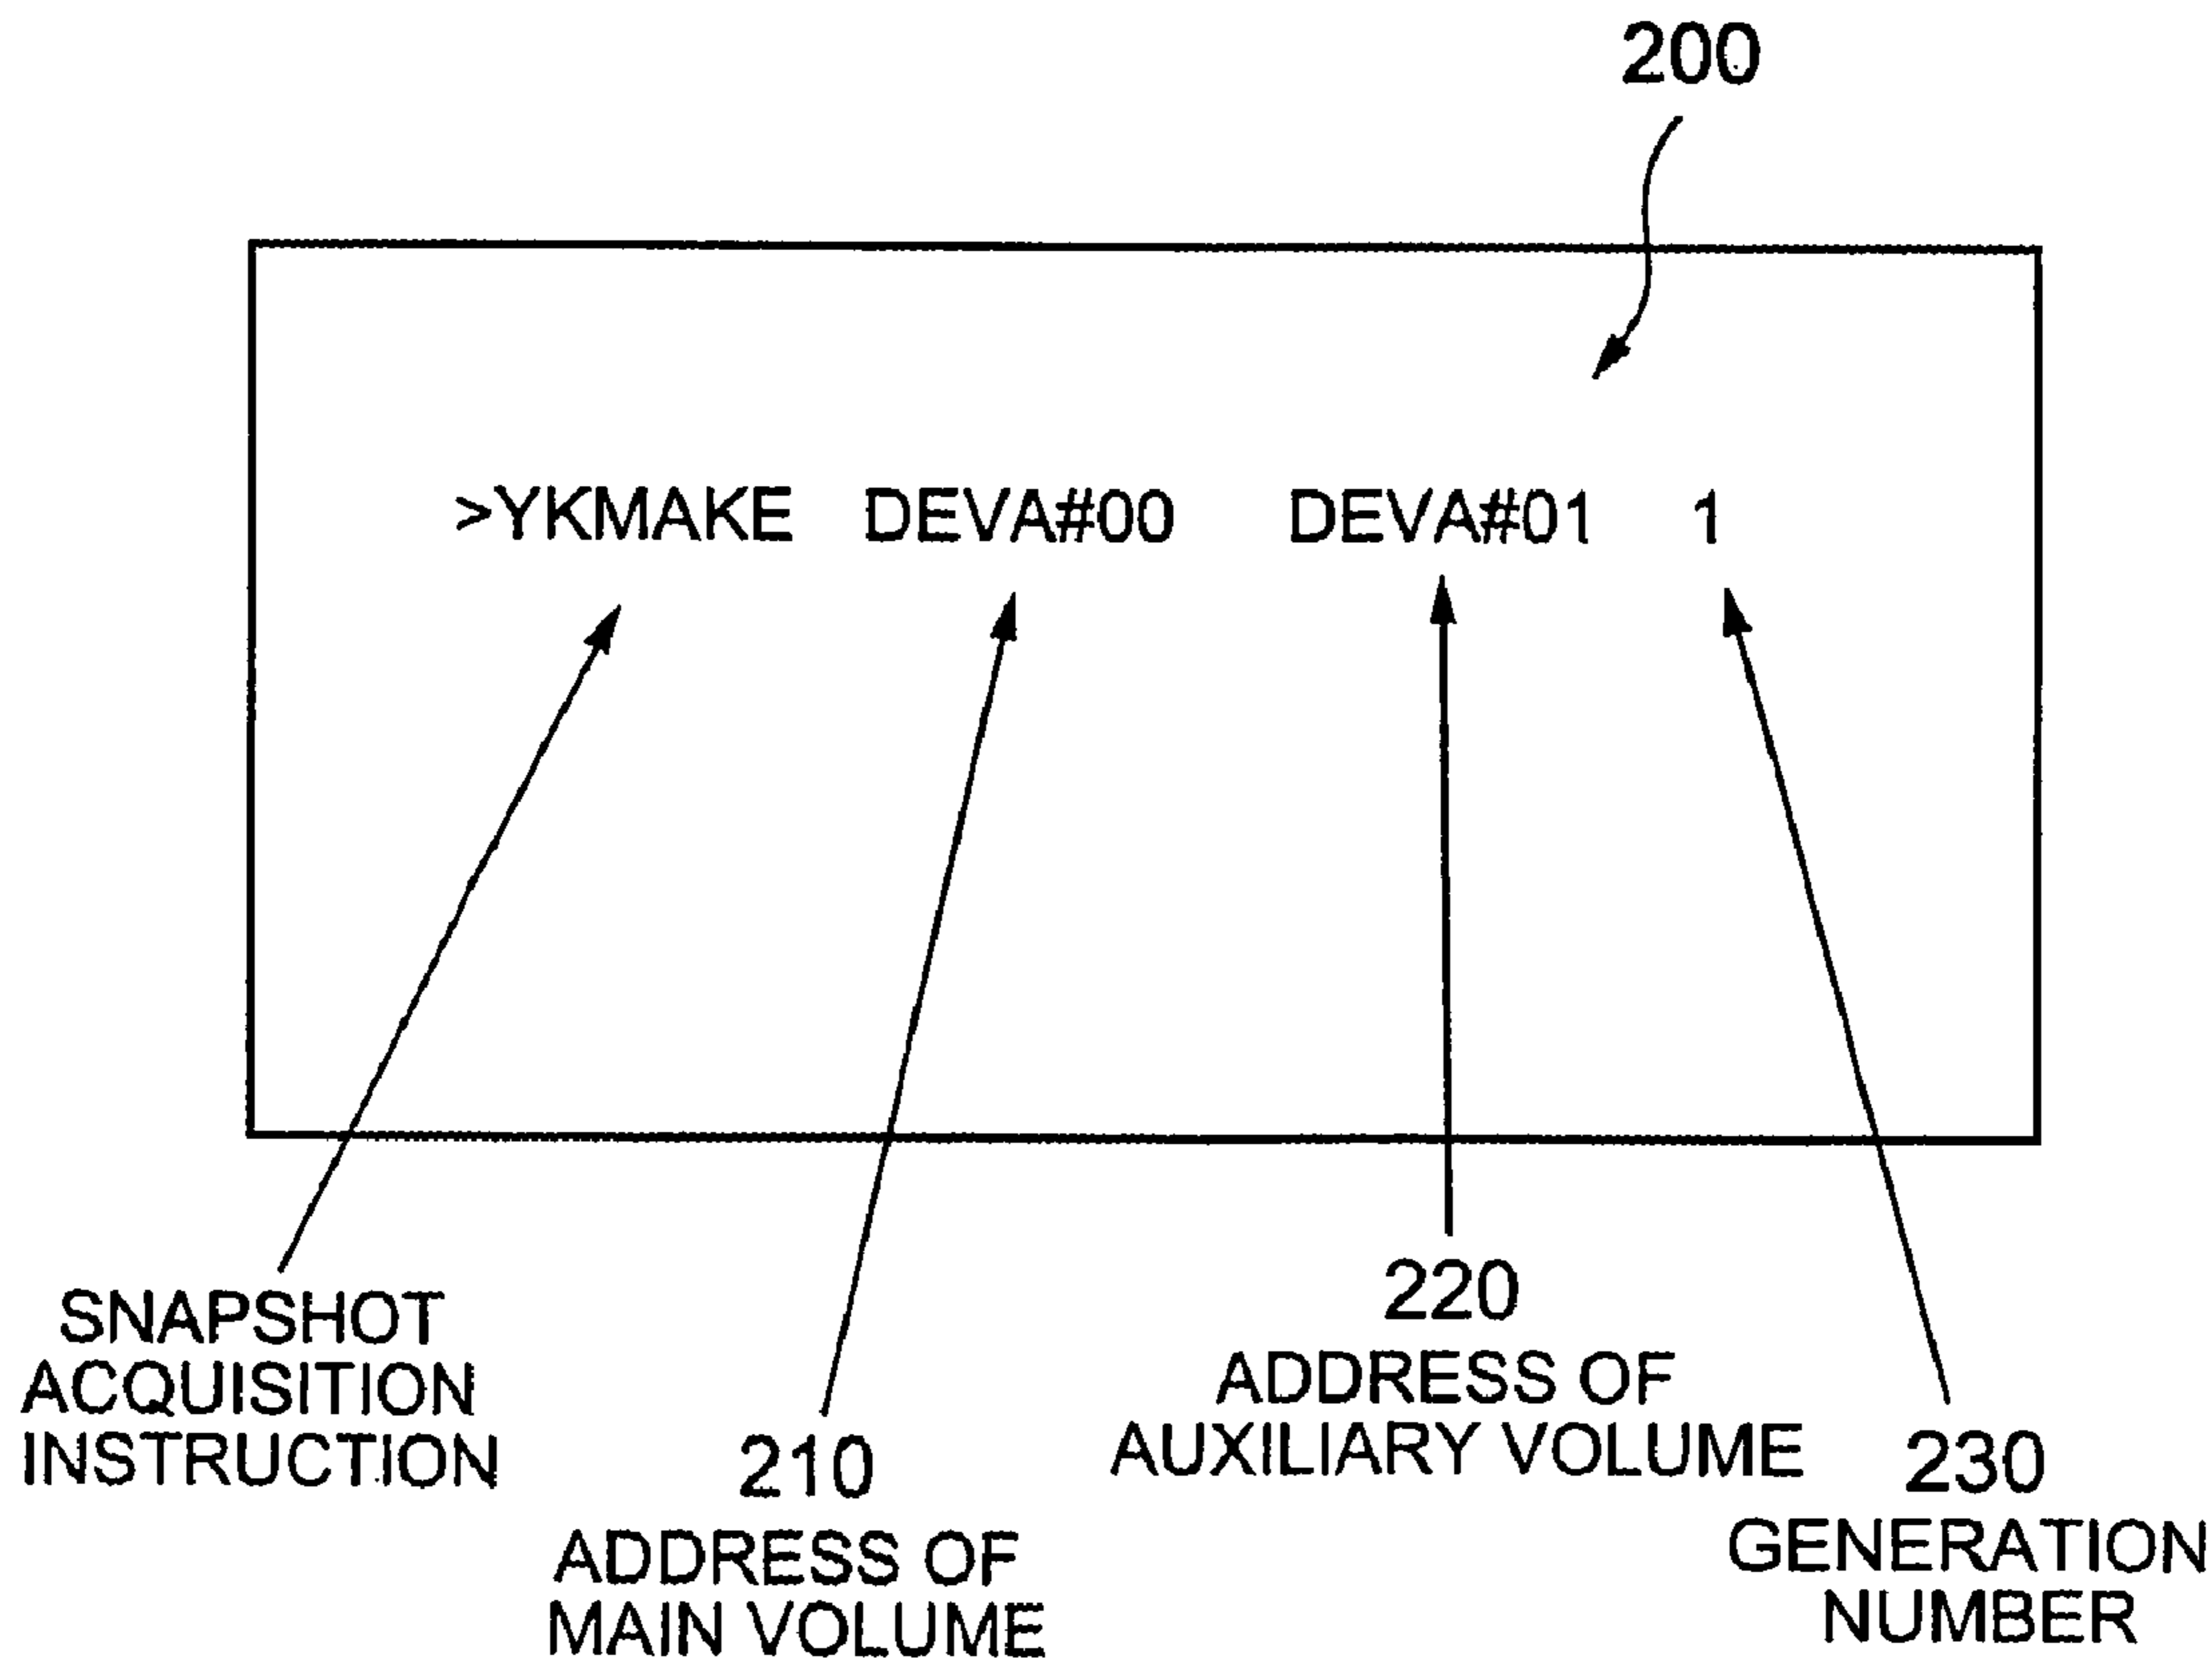 200
>YKMAKE DEVA#00 DEVA#01 1
SNAPSHOT
ACQUISITION
INSTRUCTION
210
ADDRESS OF
MAIN VOLUME
220
ADDRESS OF
AUXILIARY VOLUME
230
GENERATION
NUMBER